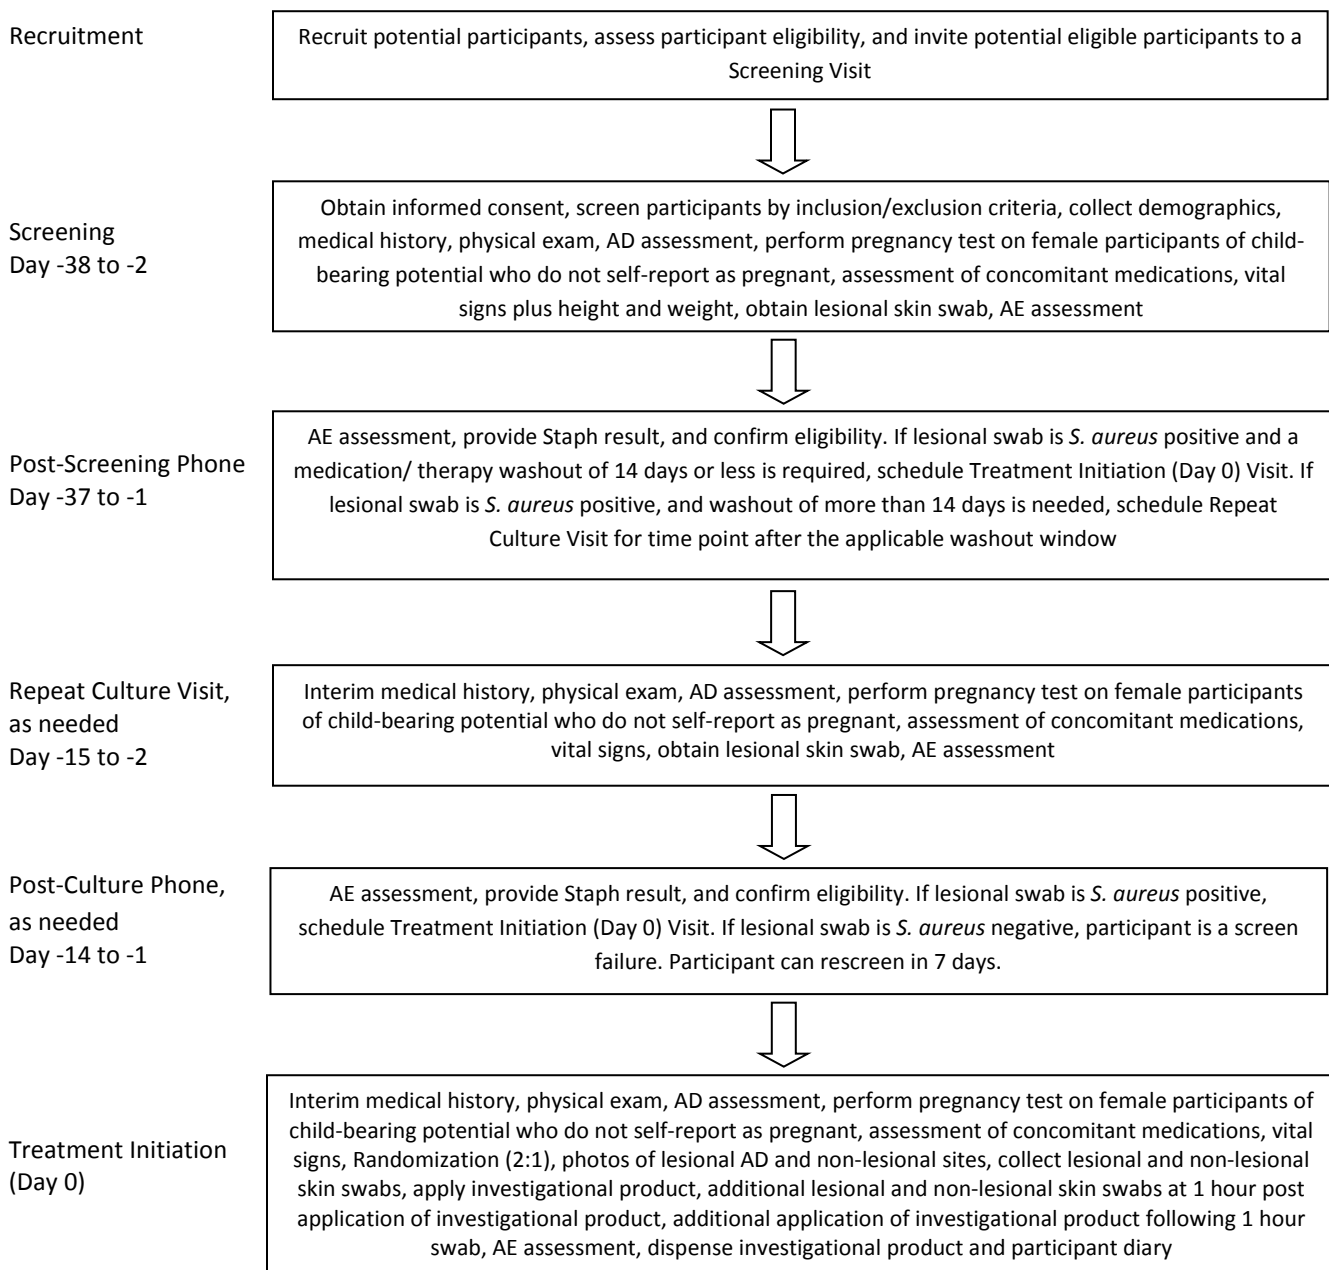 Recruitment
Recruit potential participants, assess participant eligibility, and invite potential eligible participants to a
Screening Visit
Screening
Day -38 to -2
Obtain informed consent, screen participants by inclusion/exclusion criteria, collect demographics,
medical history, physical exam, AD assessment, perform pregnancy test on female participants of child-
bearing potential who do not self-report as pregnant, assessment of concomitant medications, vital
signs plus height and weight, obtain lesional skin swab, AE assessment
Post-Screening Phone
Day -37 to -1
AE assessment, provide Staph result, and confirm eligibility. If lesional swab is S. aureus positive and a
medication/ therapy washout of 14 days or less is required, schedule Treatment Initiation (Day 0) Visit. If
lesional swab is S. aureus positive, and washout of more than 14 days is needed, schedule Repeat
Culture Visit for time point after the applicable washout window
Repeat Culture Visit,
as needed
Day -15 to -2
Interim medical history, physical exam, AD assessment, perform pregnancy test on female participants
of child-bearing potential who do not self-report as pregnant, assessment of concomitant medications,
vital signs, obtain lesional skin swab, AE assessment
Post-Culture Phone,
as needed
Day -14 to -1
AE assessment, provide Staph result, and confirm eligibility. If lesional swab is S. aureus positive,
schedule Treatment Initiation (Day 0) Visit. If lesional swab is S. aureus negative, participant is a screen
failure. Participant can rescreen in 7 days.
Treatment Initiation
(Day 0)
Interim medical history, physical exam, AD assessment, perform pregnancy test on female participants of
child-bearing potential who do not self-report as pregnant, assessment of concomitant medications, vital
signs, Randomization (2:1), photos of lesional AD and non-lesional sites, collect lesional and non-lesional
skin swabs, apply investigational product, additional lesional and non-lesional skin swabs at 1 hour post
application of investigational product, additional application of investigational product following 1 hour
swab, AE assessment, dispense investigational product and participant diary